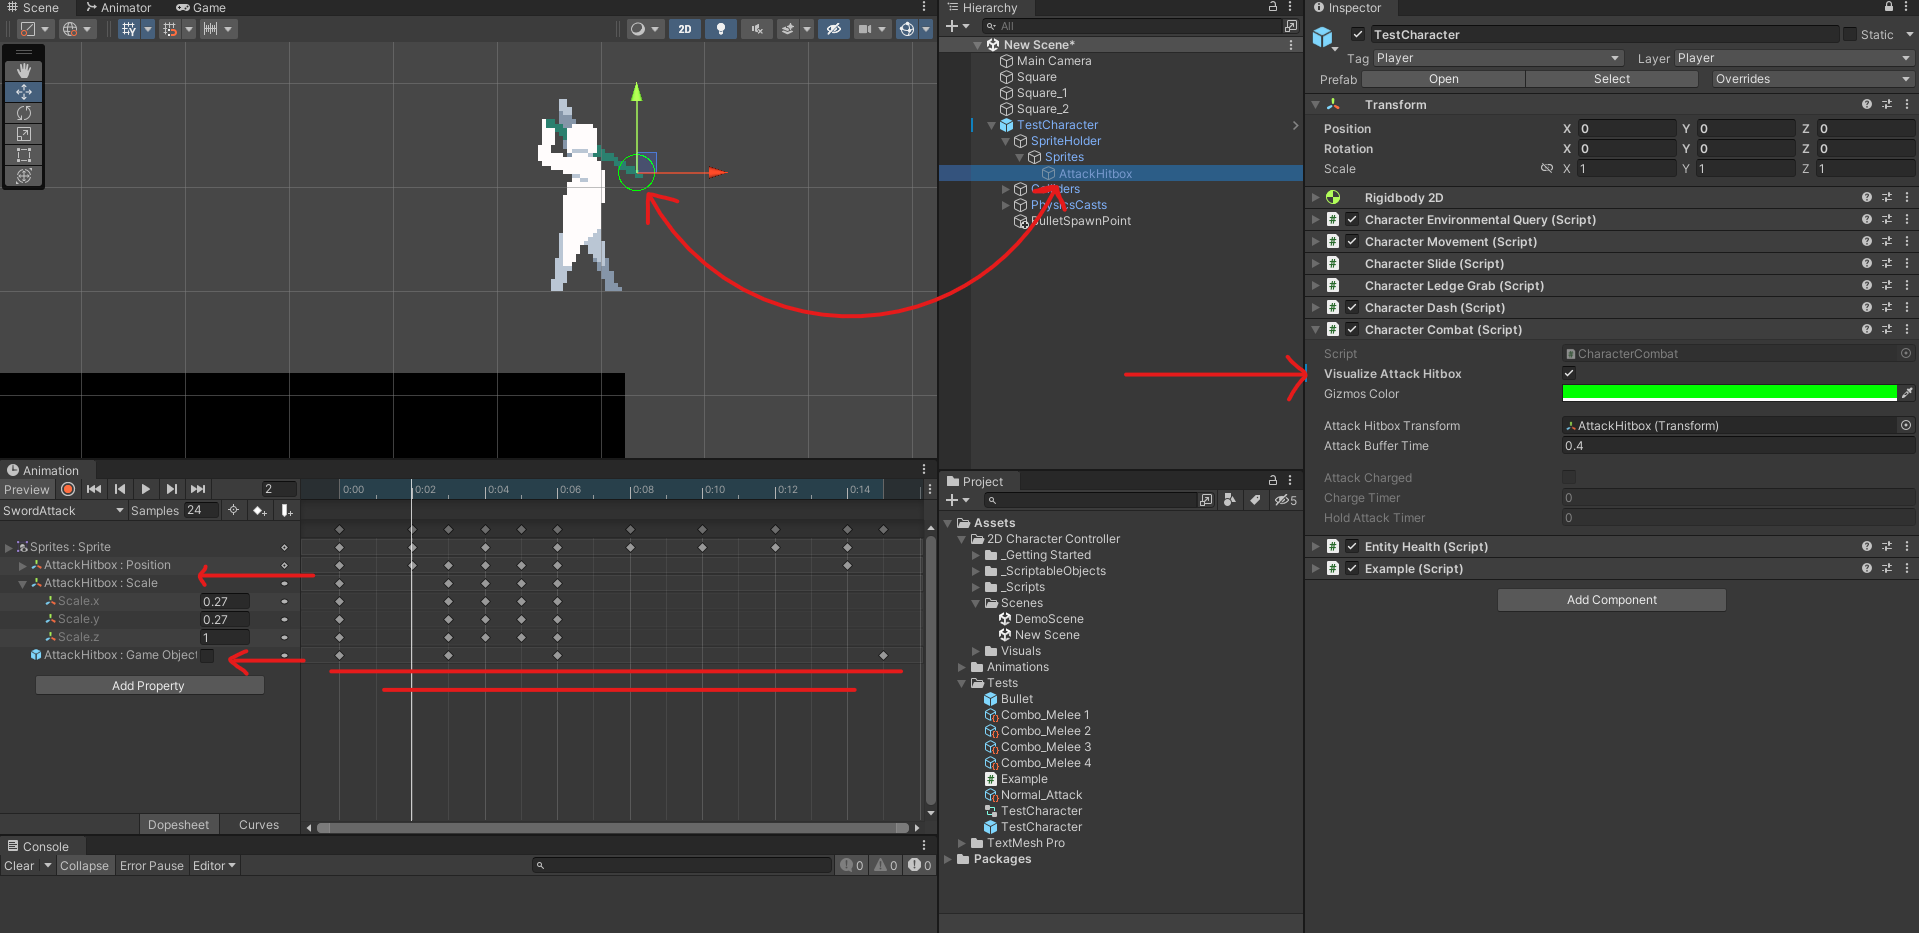 Scene Animator Game
2D
Animation
Preview 2 0:00 0:02 0:04 0:06 0:08 0:10 0:12 0:14
SwordAttack Samples 24
Sprites : Sprite
AttackHitbox : Position
AttackHitbox : Scale
Scale.x 0.27
Scale.y 0.27
Scale.z 1
AttackHitbox : Game Object
Add Property
Dopesheet Curves
Console
Clear Collapse Error Pause Editor 0 0 0
Hierarchy
All
New Scene*
Main Camera
Square
Square_1
Square_2
TestCharacter
SpriteHolder
Sprites
AttackHitbox
Colliders
PhysicsCasts
BulletSpawnPoint
Project
5
Assets
2D Character Controller
_Getting Started
_ScriptableObjects
_Scripts
Scenes
DemoScene
New Scene
Visuals
Animations
Tests
Bullet
Combo_Melee 1
Combo_Melee 2
Combo_Melee 3
Combo_Melee 4
Example
Normal_Attack
TestCharacter
TestCharacter
TextMesh Pro
Packages
Inspector
TestCharacter Static
Tag Player Layer Player
Prefab Open Select Overrides
Transform
Position X 0 Y 0 Z 0
Rotation X 0 Y 0 Z 0
Scale X 1 Y 1 Z 1
Rigidbody 2D
Character Environmental Query (Script)
Character Movement (Script)
Character Slide (Script)
Character Ledge Grab (Script)
Character Dash (Script)
Character Combat (Script)
Script CharacterCombat
Visualize Attack Hitbox
Gizmos Color
Attack Hitbox Transform AttackHitbox (Transform)
Attack Buffer Time 0.4
Attack Charged
Charge Timer 0
Hold Attack Timer 0
Entity Health (Script)
Example (Script)
Add Component